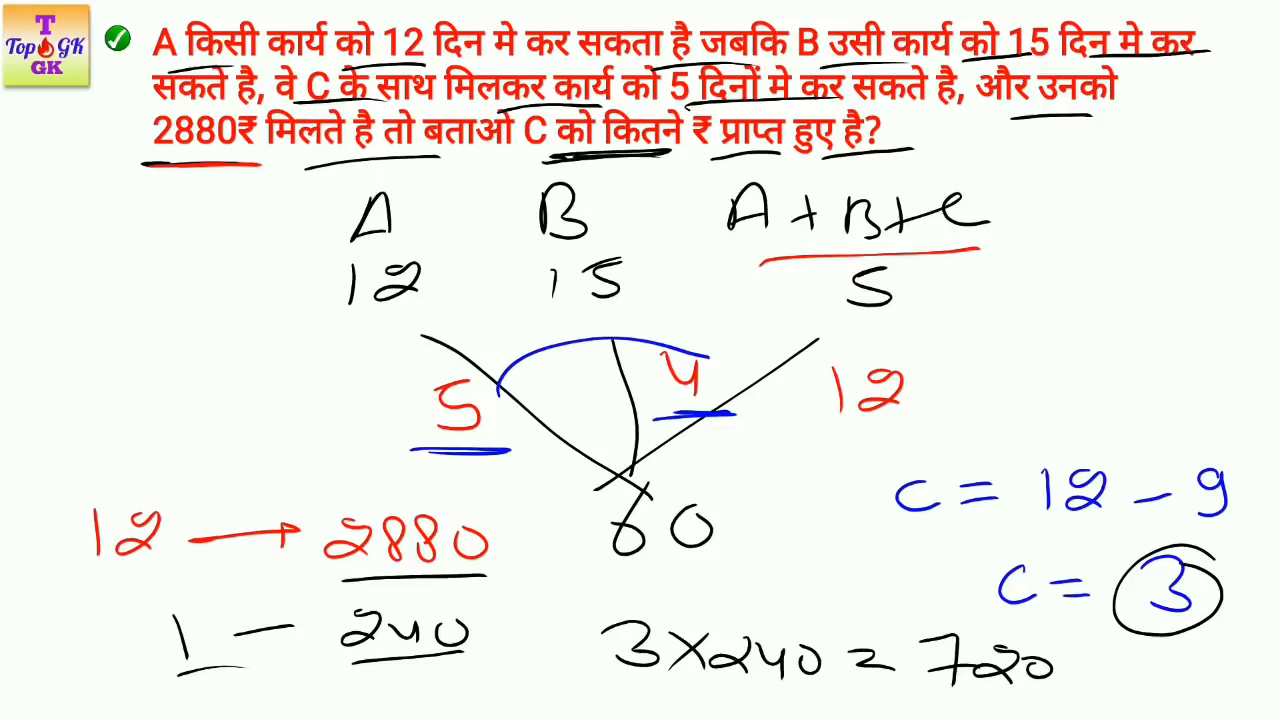 T
Top GK
GK
A किसी कार्य को 12 दिन मे कर सकता है जबकि B उसी कार्य को 15 दिन मे कर
सकते है, वे C के साथ मिलकर कार्य को 5 दिनों मे कर सकते है, और उनको
2880₹ मिलते है तो बताओ C को कितने ₹ प्राप्त हुए है?
A B A + B + C
12 15 5
5 4 12
60
C = 12 - 9
12 → 2880
C = 3
1 - 240
3 × 240 = 720